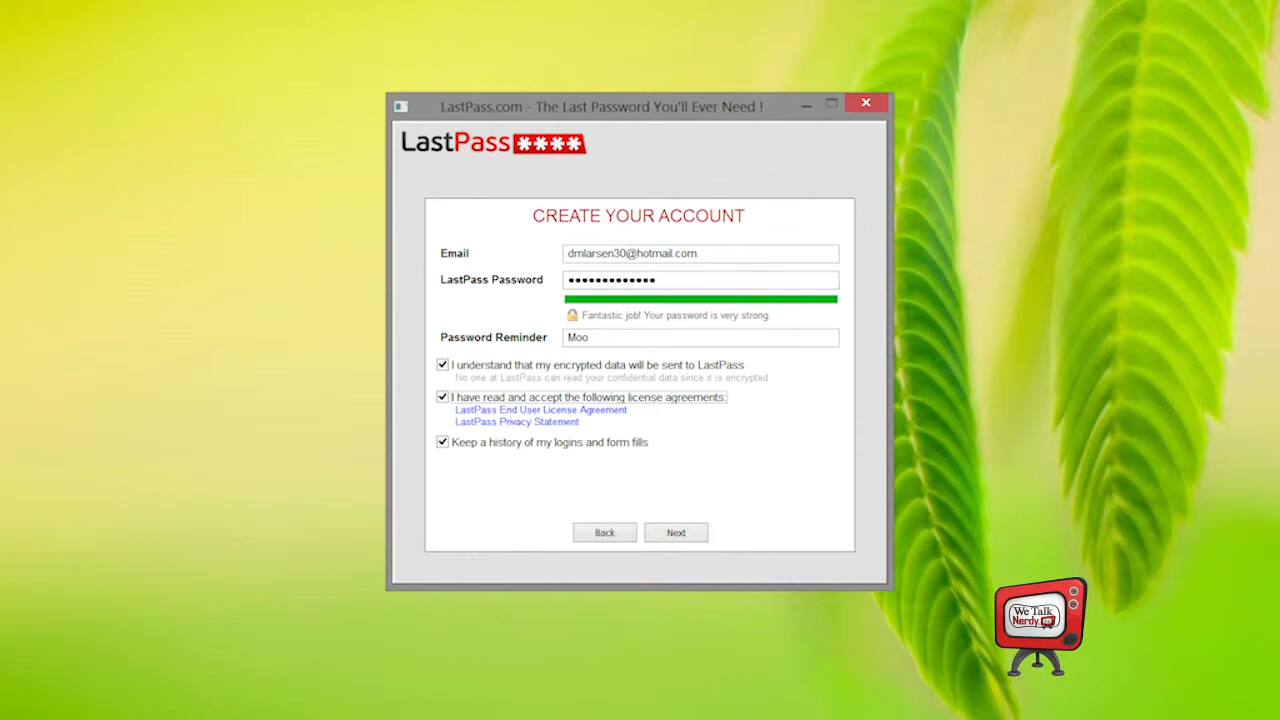 LastPass.com - The Last Password You'll Ever Need !
LastPass ****
CREATE YOUR ACCOUNT
Email dmlarsen30@hotmail.com
LastPass Password •••••••••••••
Fantastic job! Your password is very strong.
Password Reminder Moo
I understand that my encrypted data will be sent to LastPass
No one at LastPass can read your confidential data since it is encrypted
I have read and accept the following license agreements:
LastPass End User License Agreement
LastPass Privacy Statement
Keep a history of my logins and form fills
Back Next
We Talk
Nerdy